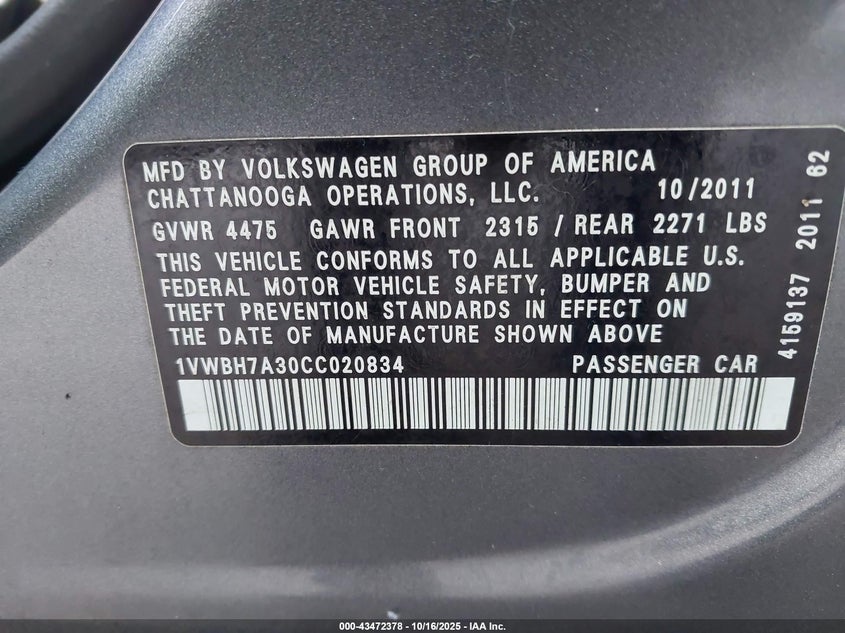 MFD BY VOLKSWAGEN GROUP OF AMERICA
CHATTANOOGA OPERATIONS, LLC. 10/2011
GVWR 4475 GAWR FRONT 2315 / REAR 2271 LBS
THIS VEHICLE CONFORMS TO ALL APPLICABLE U.S.
FEDERAL MOTOR VEHICLE SAFETY, BUMPER AND
THEFT PREVENTION STANDARDS IN EFFECT ON
THE DATE OF MANUFACTURE SHOWN ABOVE
1VWBH7A30CC020834 PASSENGER CAR
4159137 2011 62
000-43472378 - 10/16/2025 - IAA Inc.